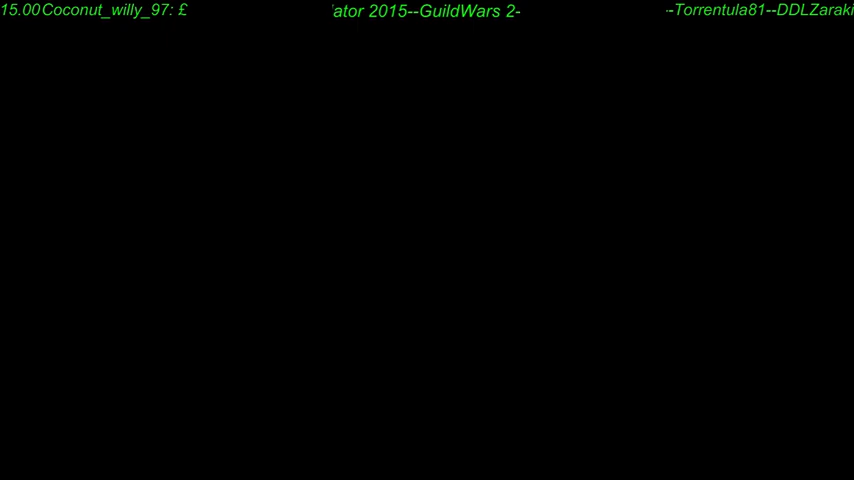 15.00Coconut_willy_97: £
ator 2015--GuildWars 2-
--Torrentula81--DDLZaraki